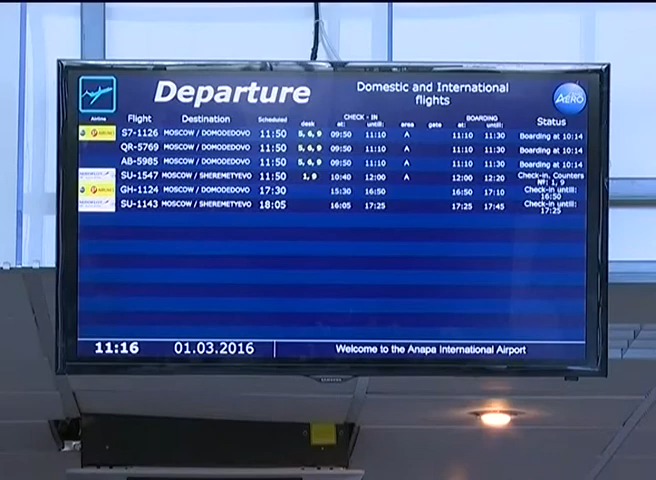 Departure
Domestic and International
flights
AERO
Airline Flight Destination Scheduled CHECK - IN BOARDING Status
desk at: untill: area gate at: untill:
S7-1126 MOSCOW / DOMODEDOVO 11:50 5, 6, 9 09:50 11:10 A 11:10 11:30 Boarding at 10:14
QR-5769 MOSCOW / DOMODEDOVO 11:50 5, 6, 9 09:50 11:10 A 11:10 11:30 Boarding at 10:14
AB-5985 MOSCOW / DOMODEDOVO 11:50 5, 6, 9 09:50 11:10 A 11:10 11:30 Boarding at 10:14
SU-1547 MOSCOW / SHEREMETYEVO 11:50 1, 9 10:40 12:00 A 12:00 12:20 Check-in, Counters №: 1, 9
GH-1124 MOSCOW / DOMODEDOVO 17:30 15:30 16:50 16:50 17:10 Check-in untill: 16:50
SU-1143 MOSCOW / SHEREMETYEVO 18:05 16:05 17:25 17:25 17:45 Check-in untill: 17:25
11:16 01.03.2016 Welcome to the Anapa International Airport